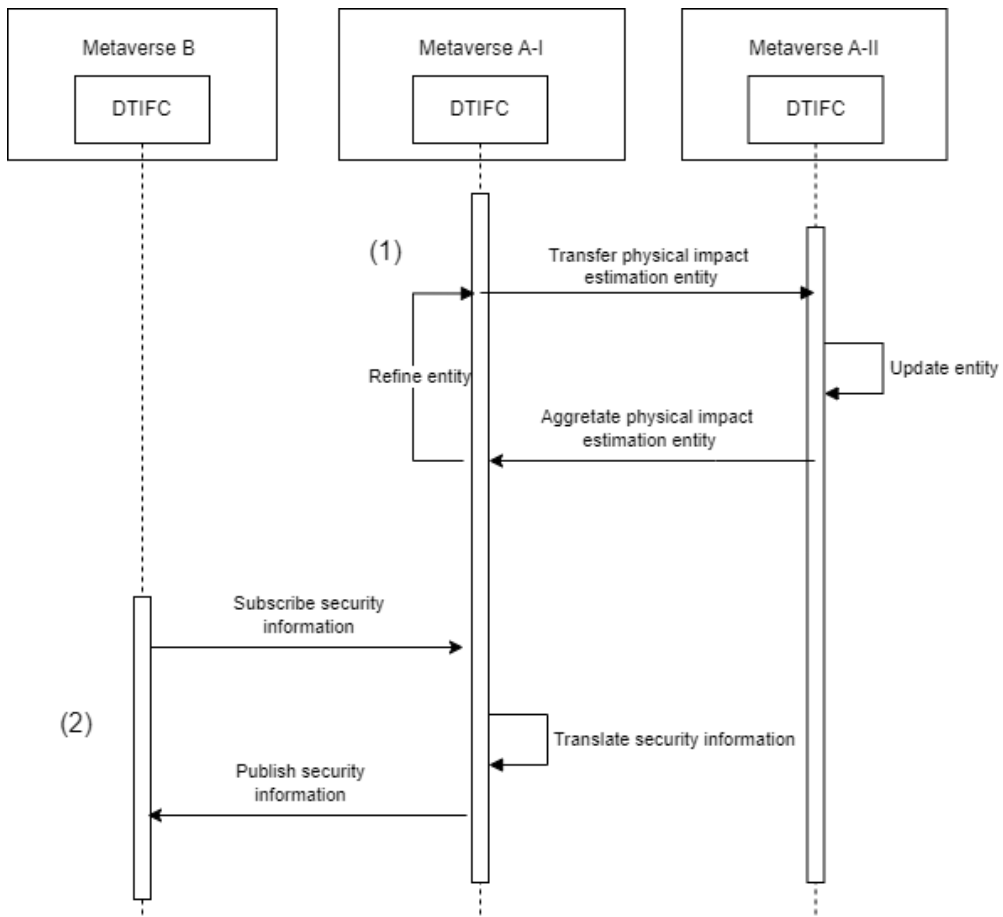 Metaverse B
DTIFC
Metaverse A-I
DTIFC
Metaverse A-II
DTIFC
(1)
Transfer physical impact
estimation entity
Refine entity
Update entity
Aggretate physical impact
estimation entity
Subscribe security
information
(2)
Translate security information
Publish security
information